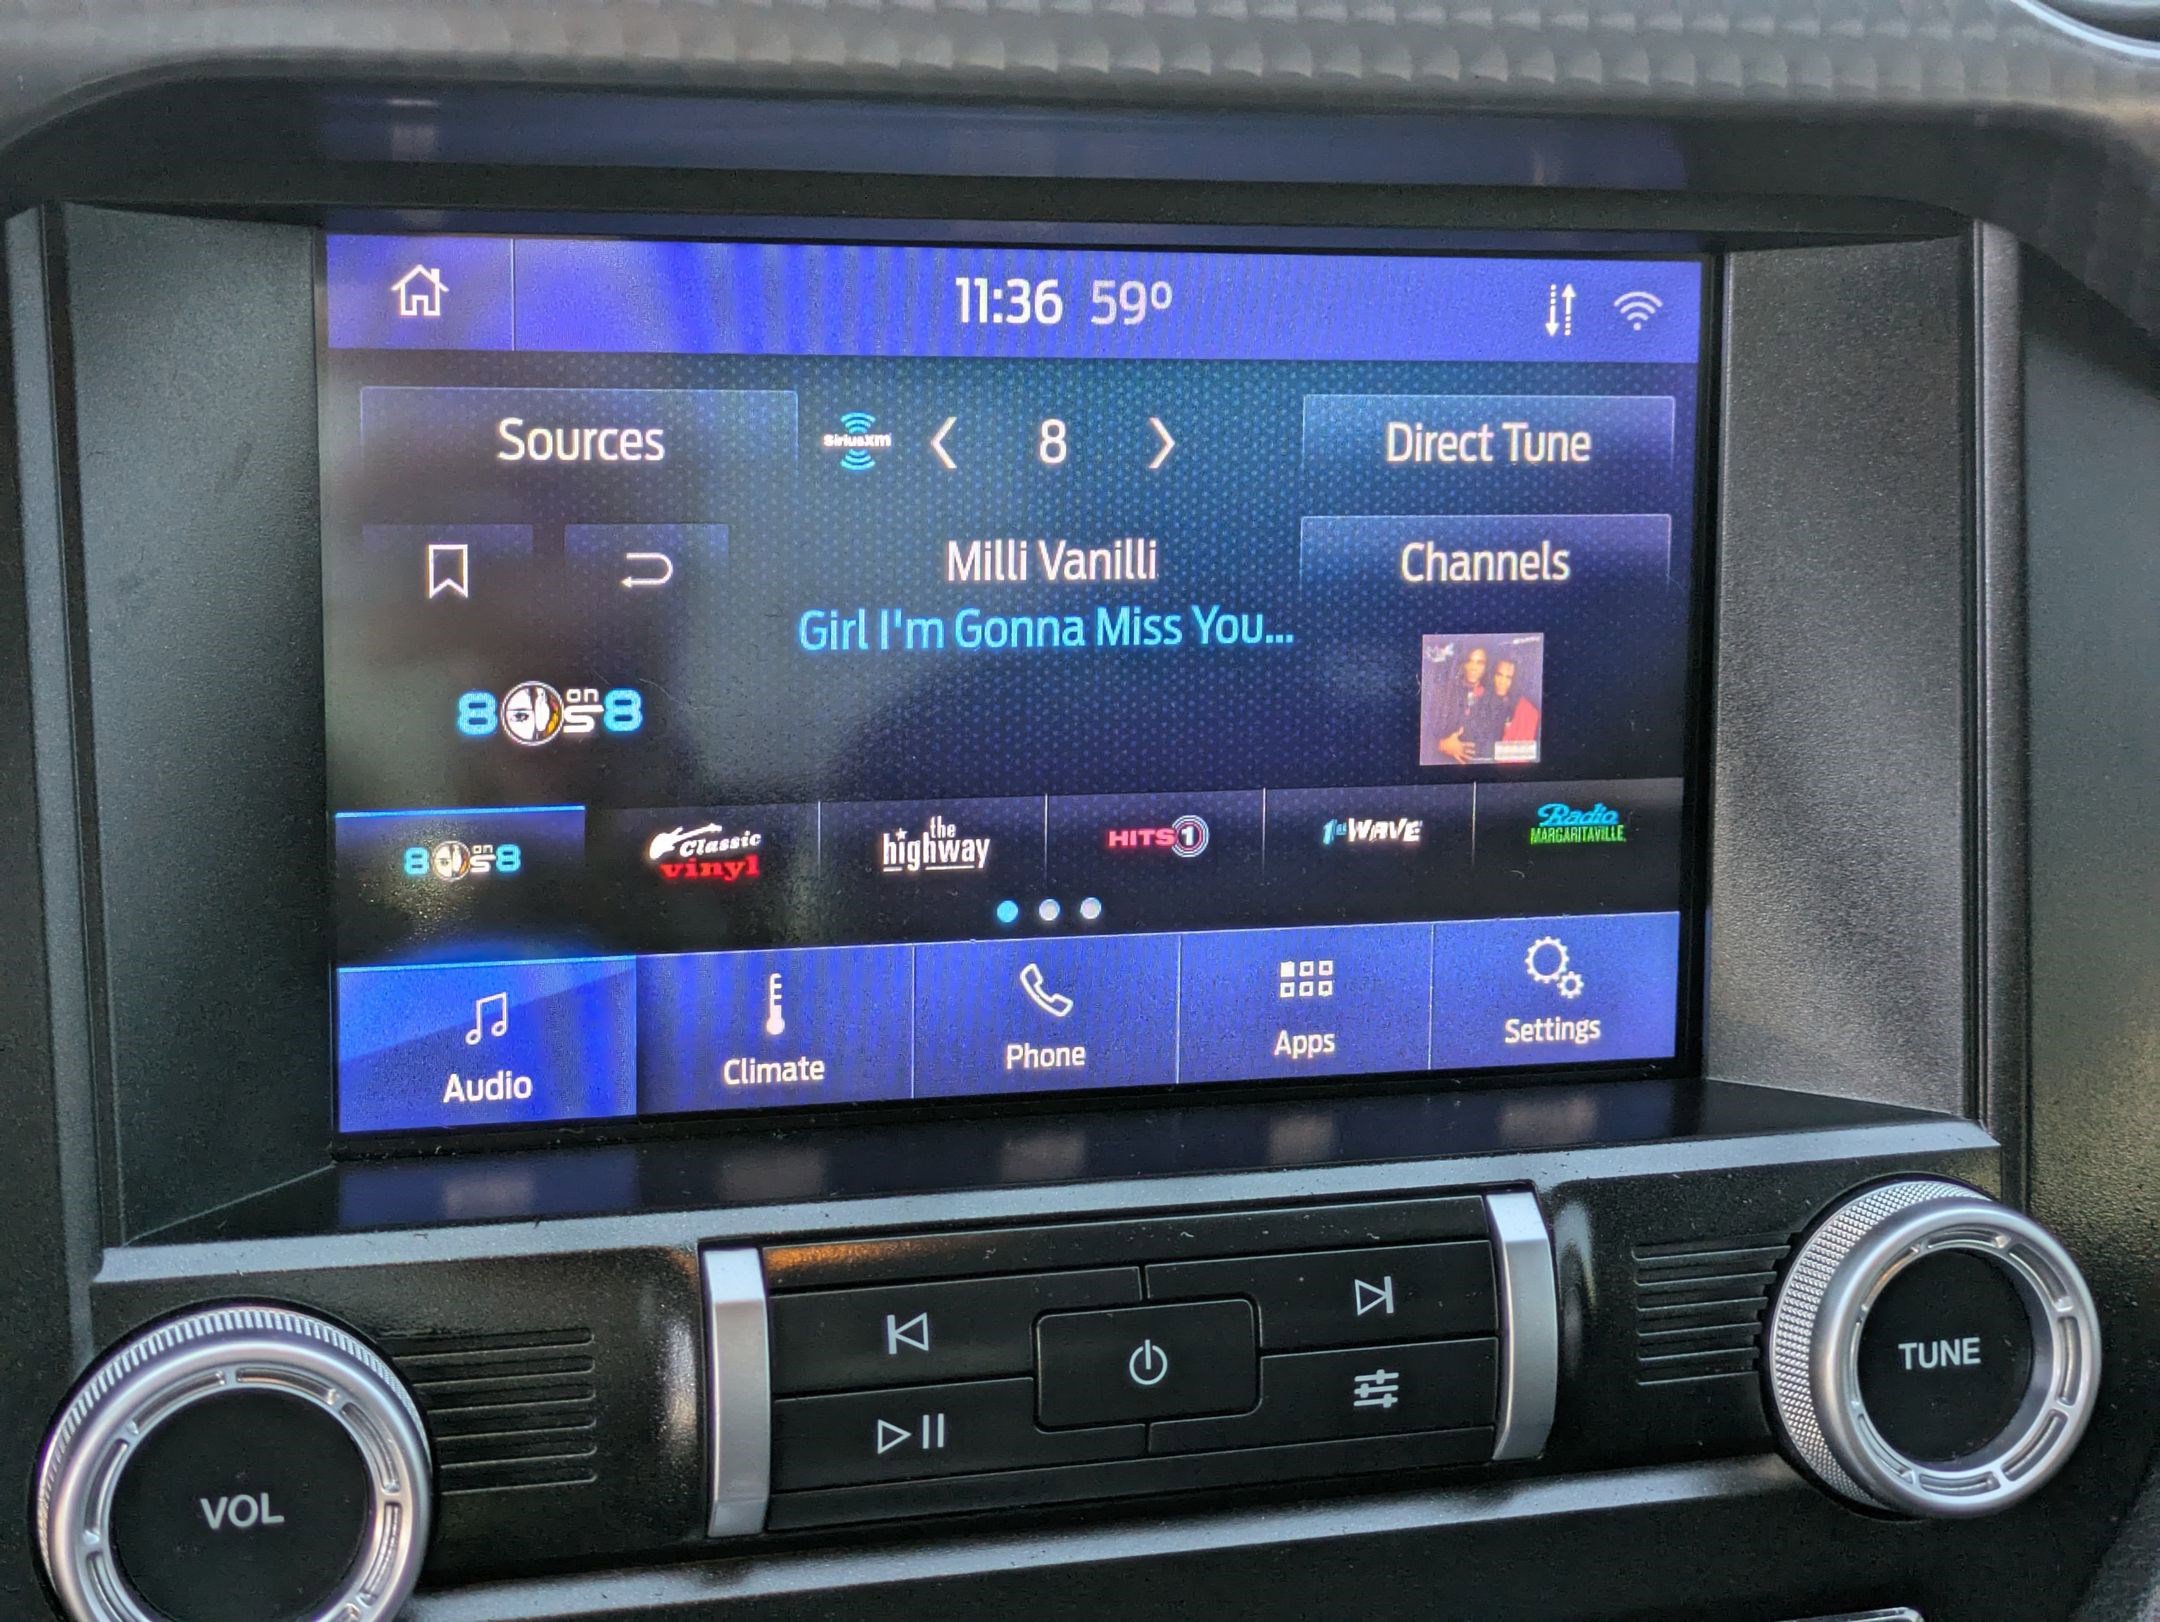 11:36 59º
Sources
SiriusXM
8
Direct Tune
Milli Vanilli
Channels
Girl I'm Gonna Miss You...
80s on 8
80s on 8
Classic
vinyl
the
highway
HITS 1
1st WAVE
Radio
MARGARITAVILLE
Audio
Climate
Phone
Apps
Settings
VOL
TUNE